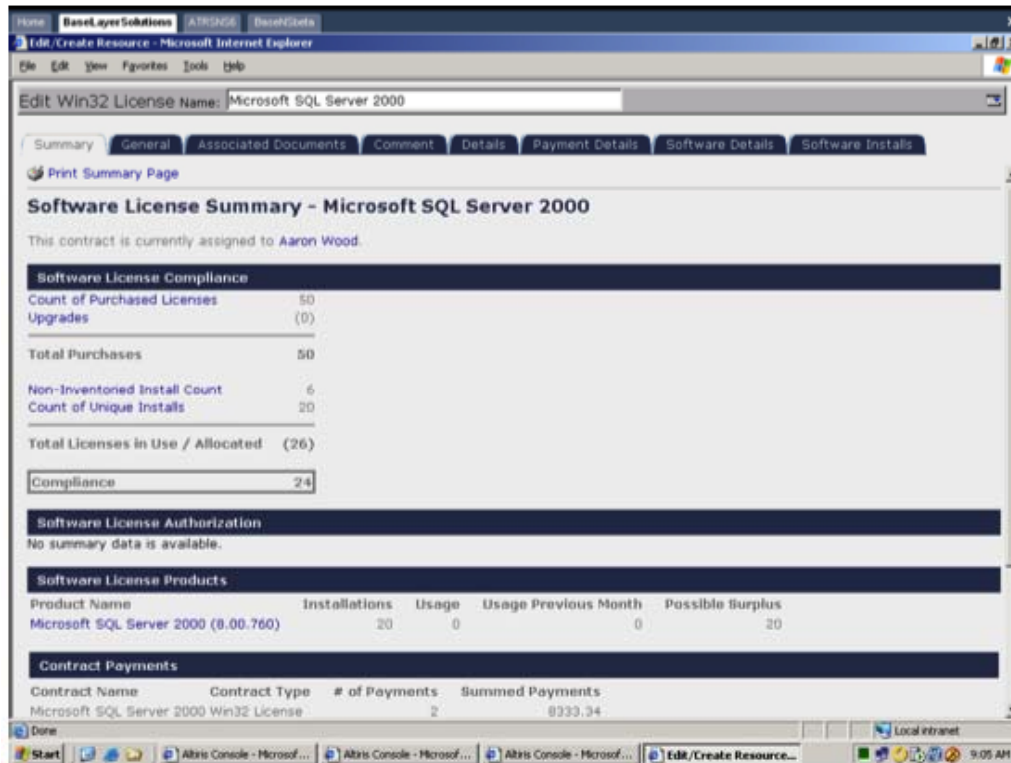 Home BaseLayerSolutions ATRSNS6 BaseNSbeta
Edit/Create Resource - Microsoft Internet Explorer
File Edit View Favorites Tools Help
Edit Win32 License Name: Microsoft SQL Server 2000
Summary General Associated Documents Comment Details Payment Details Software Details Software Installs
Print Summary Page
Software License Summary - Microsoft SQL Server 2000
This contract is currently assigned to Aaron Wood.
Software License Compliance
Count of Purchased Licenses 50
Upgrades (0)
Total Purchases 50
Non-Inventoried Install Count 6
Count of Unique Installs 20
Total Licenses in Use / Allocated (26)
Compliance 24
Software License Authorization
No summary data is available.
Software License Products
Product Name Installations Usage Usage Previous Month Possible Surplus
Microsoft SQL Server 2000 (8.00.760) 20 0 0 20
Contract Payments
Contract Name Contract Type # of Payments Summed Payments
Microsoft SQL Server 2000 Win32 License 2 8333.34
Done Local intranet
Start Altiris Console - Microsof... Altiris Console - Microsof... Altiris Console - Microsof... Edit/Create Resource... 9:05 AM